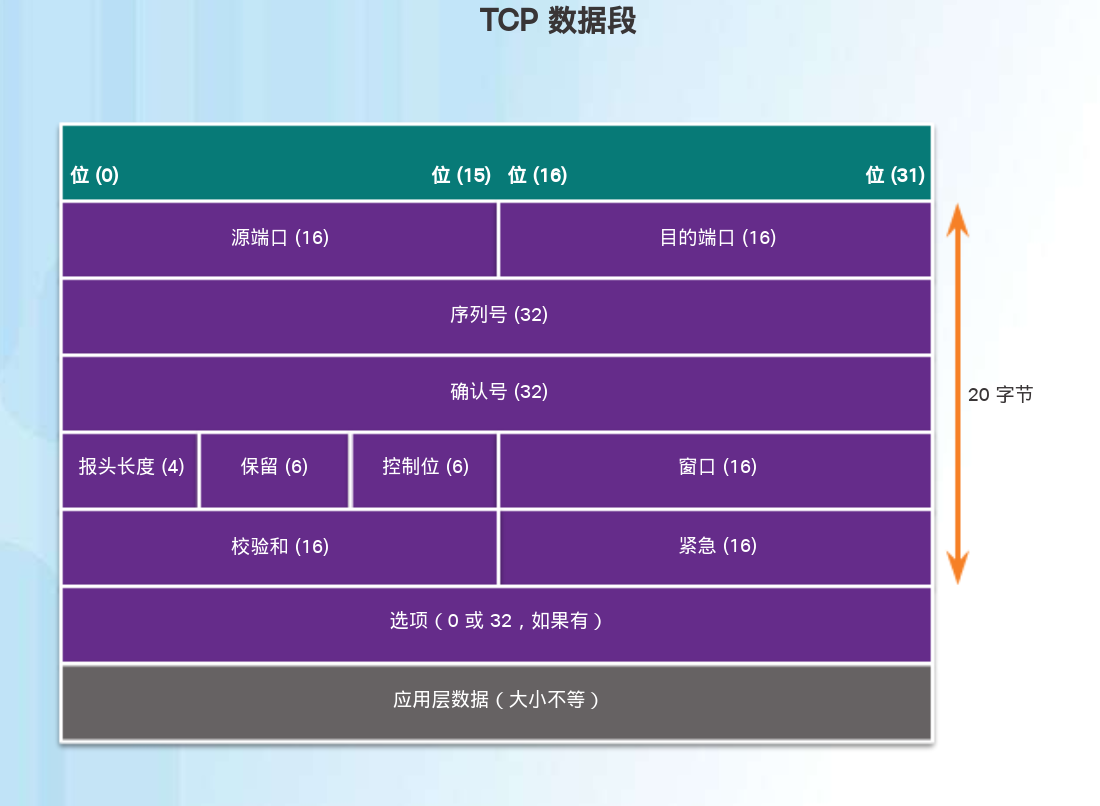 TCP 数据段
位 (0) 位 (15) 位 (16) 位 (31)
源端口 (16) 目的端口 (16)
序列号 (32)
确认号 (32)
20 字节
报头长度 (4) 保留 (6) 控制位 (6) 窗口 (16)
校验和 (16) 紧急 (16)
选项（0 或 32，如果有）
应用层数据（大小不等）